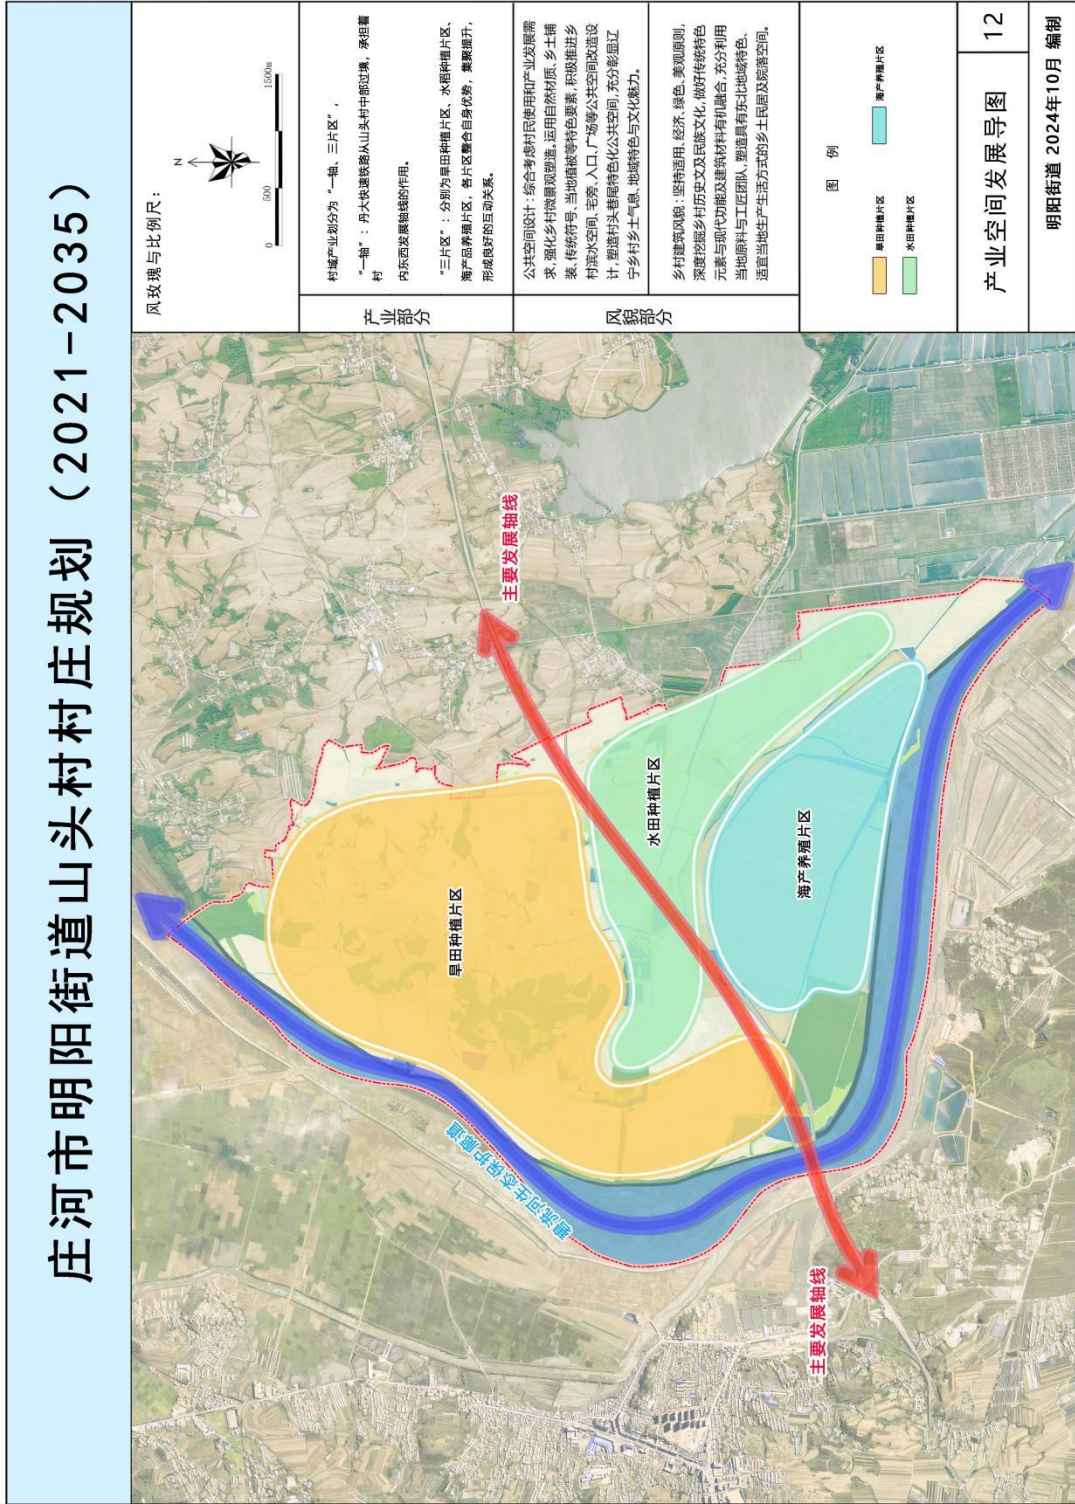 庄河市明阳街道山头村村庄规划（2021-2035）
风玫瑰与比例尺：
N
0
500
1500m
产业部分
村域产业划分为“一轴、三片区”，
“一轴”：丹大快速铁路从山头村中部过境，承担着
村
内东西发展轴线的作用。
“三片区”：分别为旱田种植片区、水稻种植片区、
海产品养殖片区，各片区整合自身优势，集聚提升，
形成良好的互动关系。
风貌部分
公共空间设计：综合考虑村民使用和产业发展需
求，强化乡村微景观塑造。运用自然材质、乡土铺
装、传统符号、当地植被等特色要素，积极推进乡
村滨水空间、宅旁、入口、广场等公共空间改造设
计，塑造村头巷尾特色化公共空间，充分彰显辽
宁乡村乡土气息、地域特色与文化魅力。
乡村建筑风貌：坚持适用、经济、绿色、美观原则，
深度挖掘乡村历史文及民族文化，做好传统特色
元素与现代功能及建筑材料有机融合，充分利用
当地原料与工匠团队，塑造具有东北地域特色、
适宜当地生产生活方式的乡土民居及院落空间。
图 例
旱田种植片区
海产养殖片区
水田种植片区
产业空间发展导图
12
明阳街道 2024年10月 编制
主要发展轴线
水田种植片区
海产养殖片区
旱田种植片区
碧流河生态保护廊道
主要发展轴线